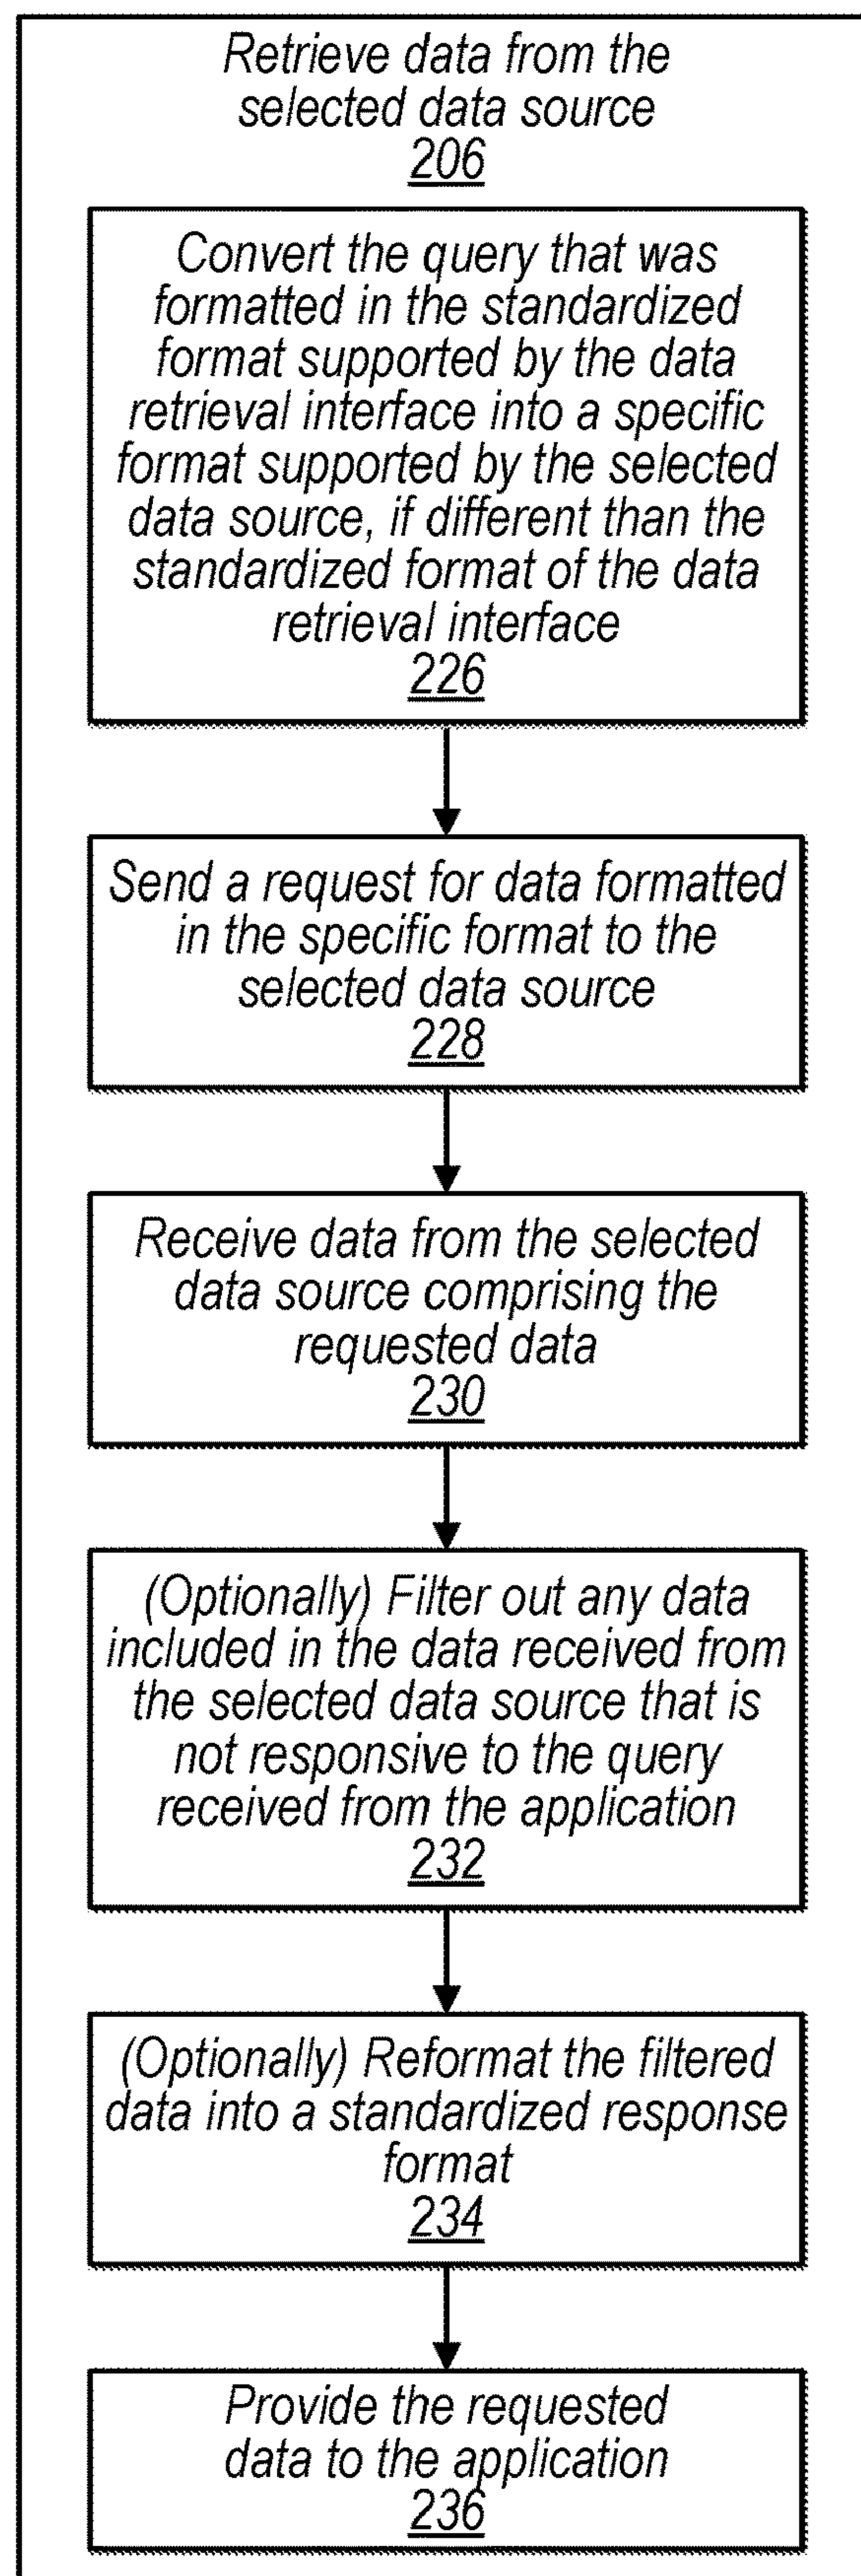 Retrieve data from the
selected data source
206
Convert the query that was
formatted in the standardized
format supported by the data
retrieval interface into a specific
format supported by the selected
data source, if different than the
standardized format of the data
retrieval interface
226
Send a request for data formatted
in the specific format to the
selected data source
228
Receive data from the selected
data source comprising the
requested data
230
(Optionally) Filter out any data
included in the data received from
the selected data source that is
not responsive to the query
received from the application
232
(Optionally) Reformat the filtered
data into a standardized response
format
234
Provide the requested
data to the application
236